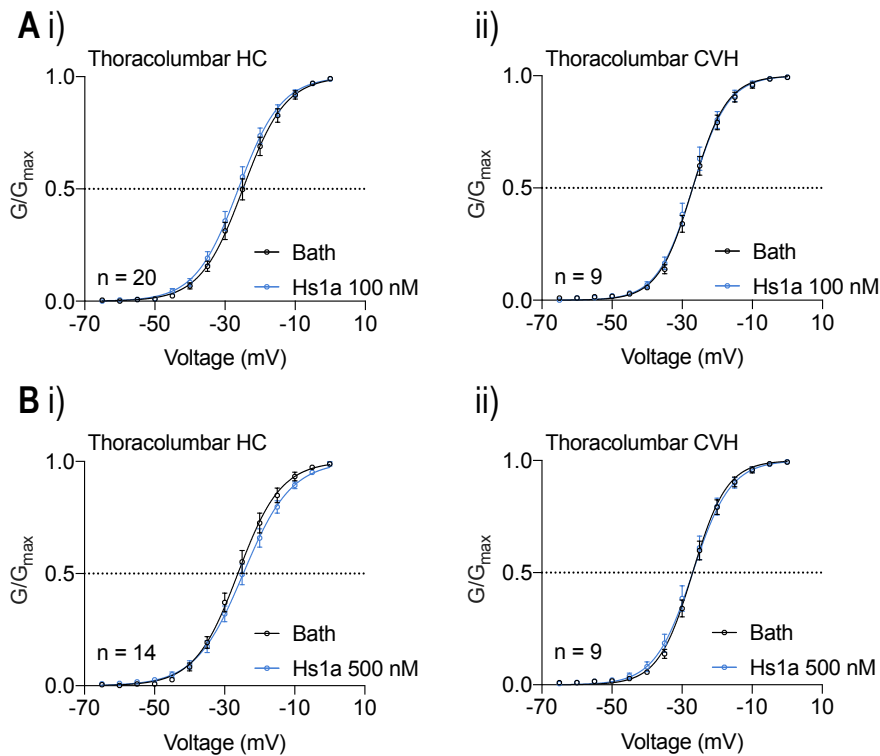 A i)
Thoracolumbar HC
1.0
0.5
0.0
G/Gmax
n = 20
Bath
Hs1a 100 nM
-70 -50 -30 -10 10
Voltage (mV)
ii)
Thoracolumbar CVH
1.0
0.5
0.0
G/Gmax
n = 9
Bath
Hs1a 100 nM
-70 -50 -30 -10 10
Voltage (mV)
B i)
Thoracolumbar HC
1.0
0.5
0.0
G/Gmax
n = 14
Bath
Hs1a 500 nM
-70 -50 -30 -10 10
Voltage (mV)
ii)
Thoracolumbar CVH
1.0
0.5
0.0
G/Gmax
n = 9
Bath
Hs1a 500 nM
-70 -50 -30 -10 10
Voltage (mV)